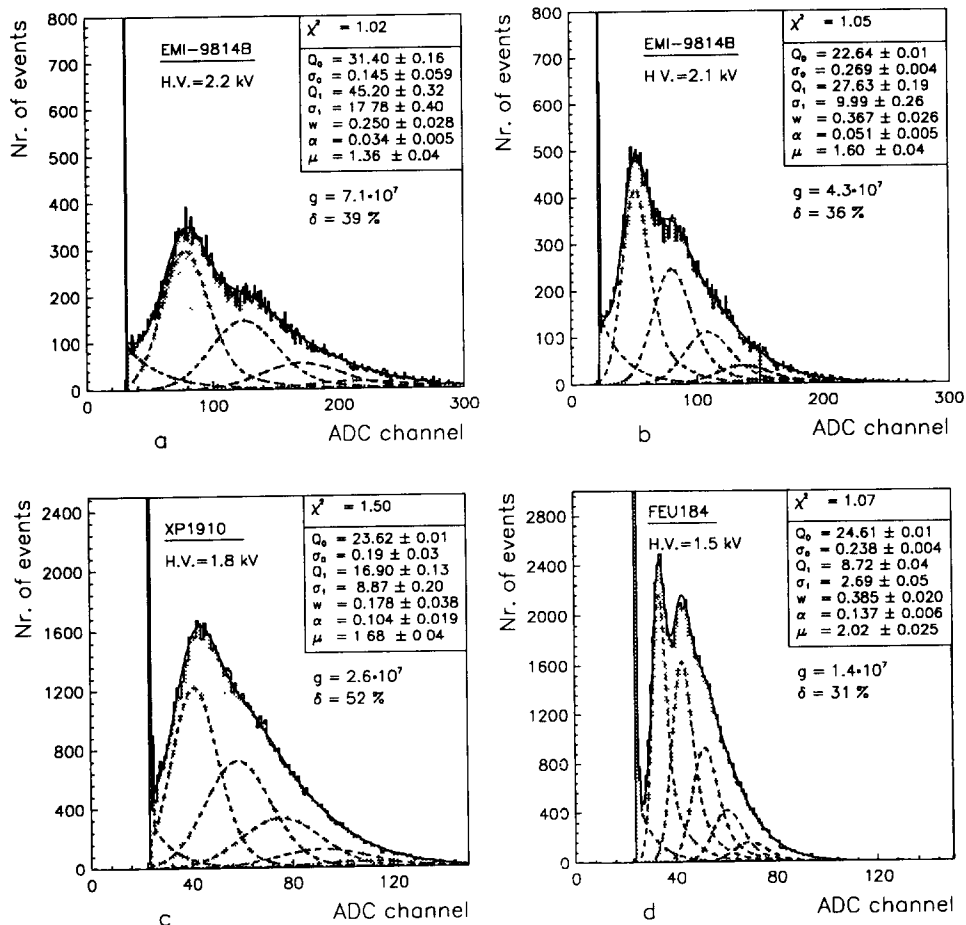 Nr. of events
800
700
600
500
400
300
200
100
0
0 100 200 300
ADC channel
a
EMI-9814B
H.V.=2.2 kV
χ² = 1.02
Q₀ = 31.40 ± 0.16
σ₀ = 0.145 ± 0.059
Q₁ = 45.20 ± 0.32
σ₁ = 17.78 ± 0.40
w = 0.250 ± 0.028
α = 0.034 ± 0.005
μ = 1.36 ± 0.04
g = 7.1•10⁷
δ = 39 %
Nr. of events
800
700
600
500
400
300
200
100
0
0 100 200 300
ADC channel
b
EMI-9814B
H V.=2.1 kV
χ² = 1.05
Q₀ = 22.64 ± 0.01
σ₀ = 0.269 ± 0.004
Q₁ = 27.63 ± 0.19
σ₁ = 9.99 ± 0.26
w = 0.367 ± 0.026
α = 0.051 ± 0.005
μ = 1.60 ± 0.04
g = 4.3•10⁷
δ = 36 %
Nr. of events
2400
2000
1600
1200
800
400
0
0 40 80 120
ADC channel
c
XP1910
H.V.=1.8 kV
χ² = 1.50
Q₀ = 23.62 ± 0.01
σ₀ = 0.19 ± 0.03
Q₁ = 16.90 ± 0.13
σ₁ = 8.87 ± 0.20
w = 0.178 ± 0.038
α = 0.104 ± 0.019
μ = 1 68 ± 0 04
g = 2.6•10⁷
δ = 52 %
Nr. of events
2800
2400
2000
1600
1200
800
400
0
0 40 80 120
ADC channel
d
FEU184
H.V.=1.5 kV
χ² = 1.07
Q₀ = 24.61 ± 0.01
σ₀ = 0.238 ± 0.004
Q₁ = 8.72 ± 0.04
σ₁ = 2.69 ± 0.05
w = 0.385 ± 0.020
α = 0.137 ± 0.006
μ = 2.02 ± 0.025
g = 1.4•10⁷
δ = 31 %